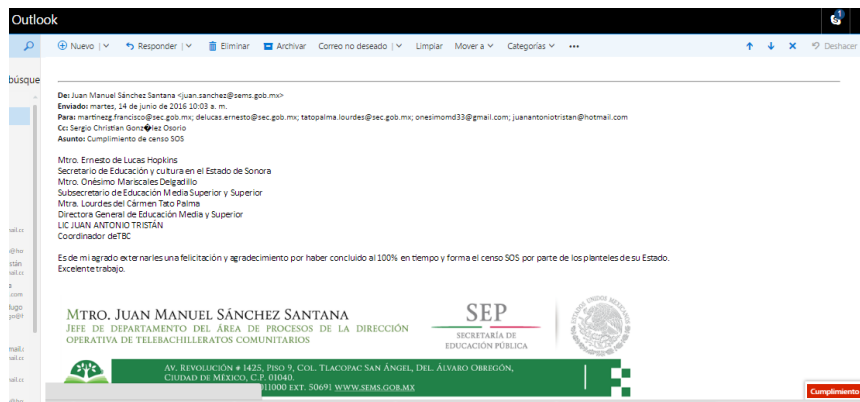 Outlook
Nuevo | Responder | Eliminar Archivar Correo no deseado | Limpiar Mover a Categorías ••• Deshacer
búsque
De: Juan Manuel Sánchez Santana <juan.sanchez@sems.gob.mx>
Enviado: martes, 14 de junio de 2016 10:03 a. m.
Para: martinezg.francisco@sec.gob.mx; delucas.ernesto@sec.gob.mx; tatopalma.lourdes@sec.gob.mx; onesimomd33@gmail.com; juanantoniotristan@hotmail.com
Cc: Sergio Christian Gonz�lez Osorio
Asunto: Cumplimiento de censo SOS
Mtro. Ernesto de Lucas Hopkins
Secretario de Educación y cultura en el Estado de Sonora
Mtro. Onésimo Mariscales Delgadillo
Subsecretario de Educación Media Superior y Superior
Mtra. Lourdes del Cármen Tato Palma
Directora General de Educación Media y Superior
LIC JUAN ANTONIO TRISTÁN
Coordinador deTBC
Es de mi agrado externarles una felicitación y agradecimiento por haber concluido al 100% en tiempo y forma el censo SOS por parte de los planteles de su Estado.
Excelente trabajo.
MTRO. JUAN MANUEL SÁNCHEZ SANTANA
JEFE DE DEPARTAMENTO DEL ÁREA DE PROCESOS DE LA DIRECCIÓN
OPERATIVA DE TELEBACHILLERATOS COMUNITARIOS
SEP
SECRETARÍA DE
EDUCACIÓN PÚBLICA
ESTADOS UNIDOS MEXICANOS
AV. REVOLUCIÓN # 1425, PISO 9, COL. TLACOPAC SAN ÁNGEL, DEL. ÁLVARO OBREGÓN,
CIUDAD DE MÉXICO, C.P. 01040.
011000 EXT. 50691 WWW.SEMS.GOB.MX
Cumplimiento